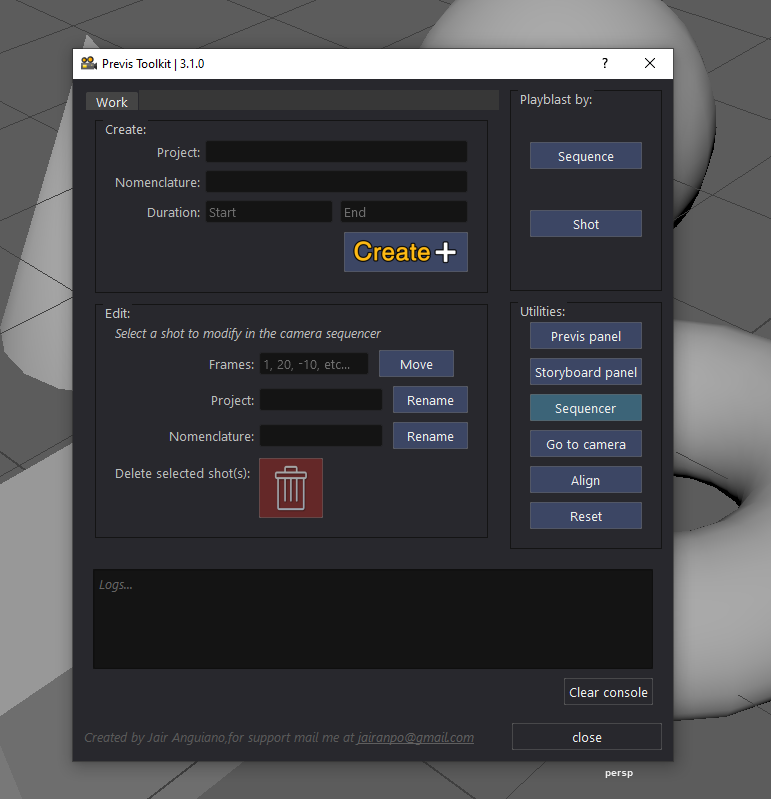 Previs Toolkit | 3.1.0
?
Work
Create:
Project:
Nomenclature:
Duration: Start End
Create
Edit:
Select a shot to modify in the camera sequencer
Frames: 1, 20, -10, etc... Move
Project: Rename
Nomenclature: Rename
Delete selected shot(s):
Playblast by:
Sequence
Shot
Utilities:
Previs panel
Storyboard panel
Sequencer
Go to camera
Align
Reset
Logs...
Clear console
Created by Jair Anguiano,for support mail me at jairanpo@gmail.com
close
persp